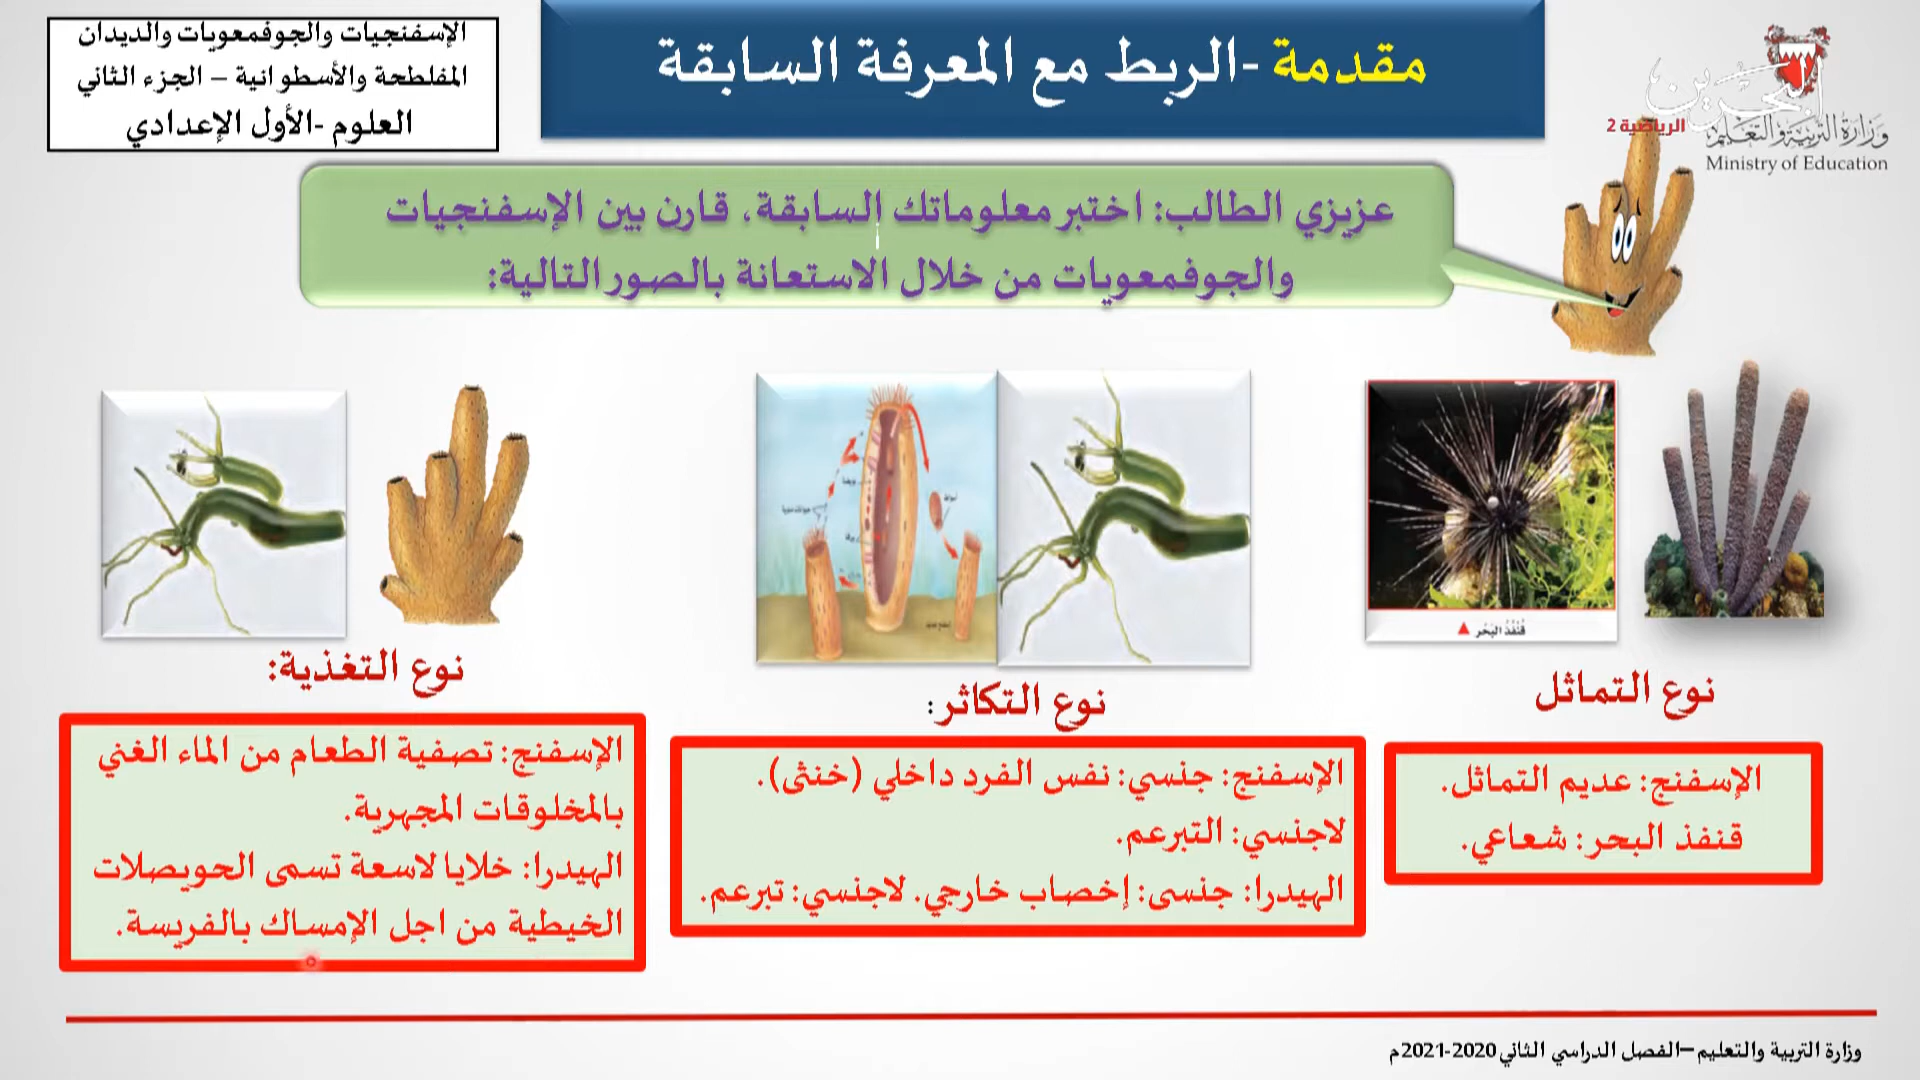 الإسفنجيات والجوفمعويات والديدان
المفلطحة والأسطوانية – الجزء الثاني
العلوم -الأول الإعدادي
مقدمة -الربط مع المعرفة السابقة
البحرين
الرياضية 2
وزارة التربية والتعليم
Ministry of Education
عزيزي الطالب: اختبر معلوماتك السابقة، قارن بين الإسفنجيات
والجوفمعويات من خلال الاستعانة بالصور التالية:
قنفذ البحر
نوع التماثل
الإسفنج: عديم التماثل.
قنفذ البحر: شعاعي.
نوع التكاثر:
الإسفنج: جنسي: نفس الفرد داخلي (خنثى).
لاجنسي: التبرعم.
الهيدرا: جنسى: إخصاب خارجي. لاجنسي: تبرعم.
نوع التغذية:
الإسفنج: تصفية الطعام من الماء الغني
بالمخلوقات المجهرية.
الهيدرا: خلايا لاسعة تسمى الحويصلات
الخيطية من اجل الإمساك بالفريسة.
وزارة التربية والتعليم –الفصل الدراسي الثاني 2020-2021م